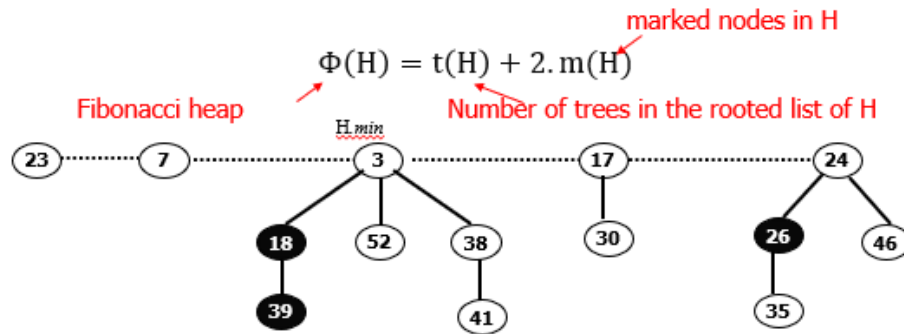 marked nodes in H
Φ(H) = t(H) + 2. m(H)
Fibonacci heap
Number of trees in the rooted list of H
H.min
23 7 3 17 24
18 52 38 30 26 46
39 41 35